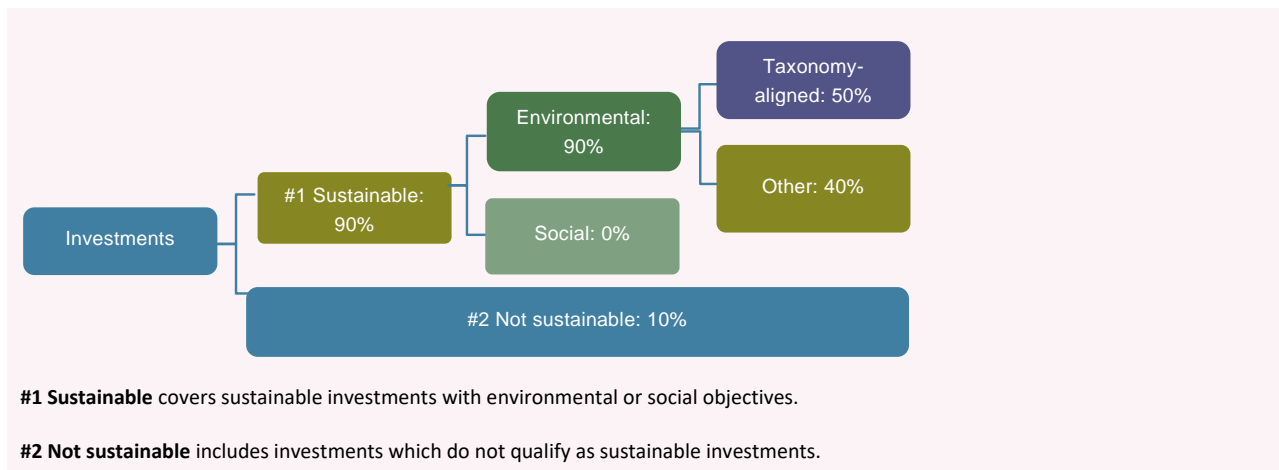 Taxonomy-
aligned: 50%
Environmental:
90%
Other: 40%
#1 Sustainable:
90%
Investments
Social: 0%
#2 Not sustainable: 10%
#1 Sustainable covers sustainable investments with environmental or social objectives.
#2 Not sustainable includes investments which do not qualify as sustainable investments.